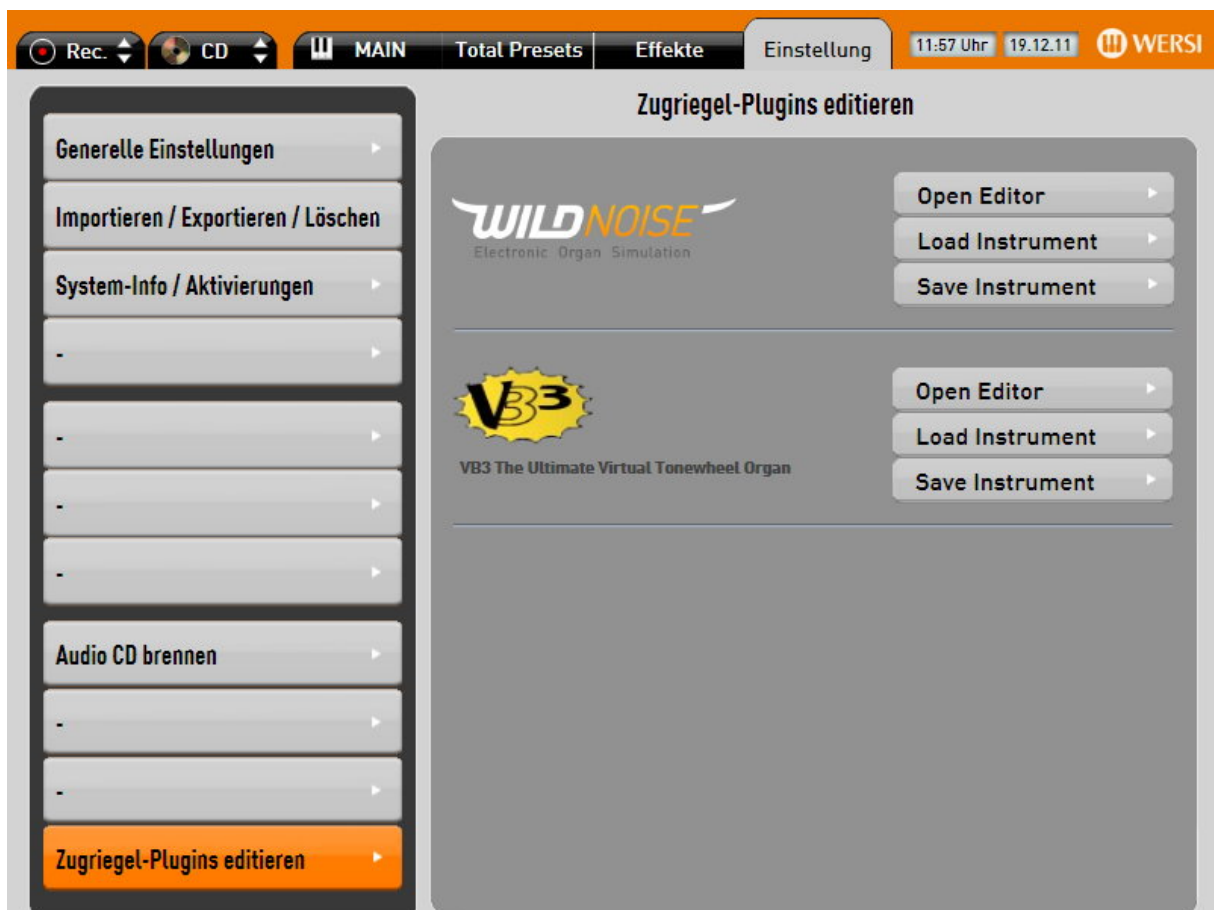 Rec.
CD
MAIN
Total Presets
Effekte
Einstellung
11:57 Uhr
19.12.11
WERSI
Zugriegel-Plugins editieren
Generelle Einstellungen
Importieren / Exportieren / Löschen
System-Info / Aktivierungen
-
-
-
-
Audio CD brennen
-
-
Zugriegel-Plugins editieren
WILDNOISE
Electronic Organ Simulation
Open Editor
Load Instrument
Save Instrument
VB3
VB3 The Ultimate Virtual Tonewheel Organ
Open Editor
Load Instrument
Save Instrument